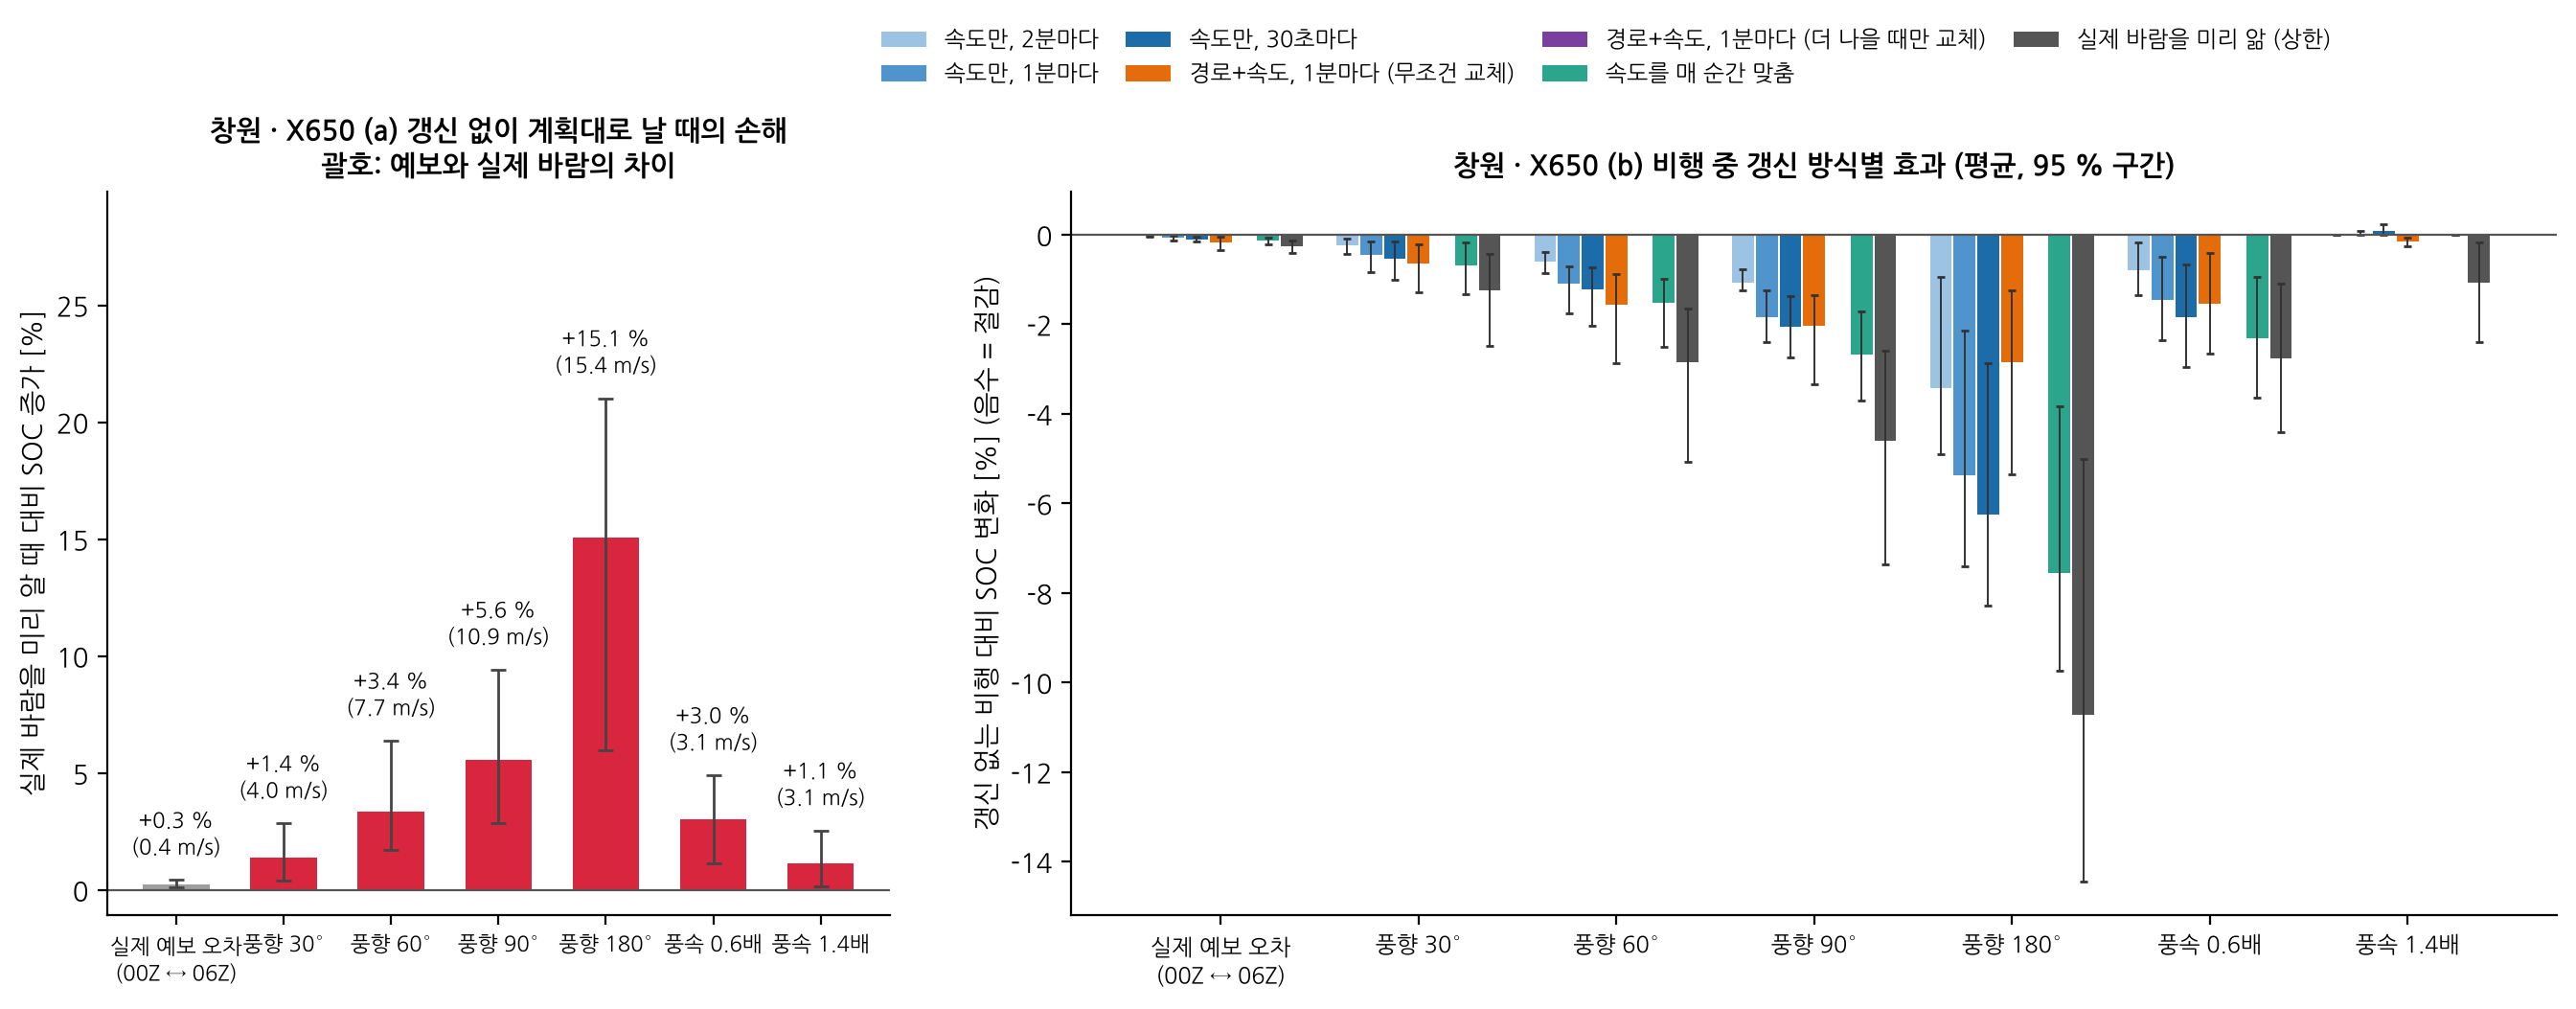 속도만, 2분마다
속도만, 1분마다
속도만, 30초마다
경로+속도, 1분마다 (무조건 교체)
경로+속도, 1분마다 (더 나을 때만 교체)
속도를 매 순간 맞춤
실제 바람을 미리 앎 (상한)
창원 · X650 (a) 갱신 없이 계획대로 날 때의 손해
괄호: 예보와 실제 바람의 차이
실제 바람을 미리 알 때 대비 SOC 증가 [%]
25
20
15
10
5
0
+0.3 %
(0.4 m/s)
+1.4 %
(4.0 m/s)
+3.4 %
(7.7 m/s)
+5.6 %
(10.9 m/s)
+15.1 %
(15.4 m/s)
+3.0 %
(3.1 m/s)
+1.1 %
(3.1 m/s)
실제 예보 오차
(00Z ↔ 06Z)
풍향 30°
풍향 60°
풍향 90°
풍향 180°
풍속 0.6배
풍속 1.4배
창원 · X650 (b) 비행 중 갱신 방식별 효과 (평균, 95 % 구간)
갱신 없는 비행 대비 SOC 변화 [%] (음수 = 절감)
0
-2
-4
-6
-8
-10
-12
-14
실제 예보 오차
(00Z ↔ 06Z)
풍향 30°
풍향 60°
풍향 90°
풍향 180°
풍속 0.6배
풍속 1.4배